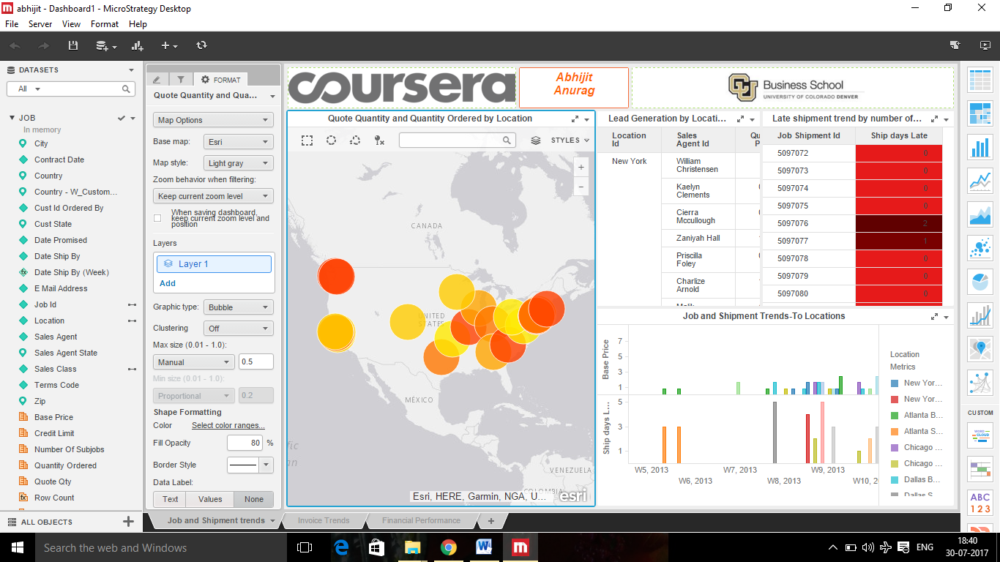 abhijit - Dashboard1 - MicroStrategy Desktop
File Server View Format Help
DATASETS
All
JOB
In memory
City
Contract Date
Country
Country - W_Custom...
Cust Id Ordered By
Cust State
Date Promised
Date Ship By
Date Ship By (Week)
E Mail Address
Job Id
Location
Sales Agent
Sales Agent State
Sales Class
Terms Code
Zip
Base Price
Credit Limit
Number Of Subjobs
Quantity Ordered
Quote Qty
Row Count
ALL OBJECTS
FORMAT
Quote Quantity and Qua...
Map Options
Base map: Esri
Map style: Light gray
Zoom behavior when filtering:
Keep current zoom level
When saving dashboard,
keep current zoom level and
position
Layers
Layer 1
Add
Graphic type: Bubble
Clustering Off
Max size (0.01 - 1.0):
Manual 0.5
Min size (0.01 - 1.0):
Proportional 0.2
Shape Formatting
Color Select color ranges...
Fill Opacity 80 %
Border Style
Data Label:
Text Values None
coursera
Abhijit
Anurag
CU
Business School
UNIVERSITY OF COLORADO DENVER
Quote Quantity and Quantity Ordered by Location
STYLES
+
−
CANADA
UNITED
STATES
MÉXICO
VENEZUELA
COLOMBIA
Esri, HERE, Garmin, NGA, U...
esri
Lead Generation by Locati...
Location
Id
Sales
Agent Id
Qu
P
New York
William
Christensen
Kaelyn
Clements
Cierra
Mccullough
Zaniyah Hall
Priscilla
Foley
Charlize
Arnold
Late shipment trend by number of...
Job Shipment Id Ship days Late
5097072 0
5097073 0
5097074 0
5097075 0
5097076 2
5097077 1
5097078 0
5097079 0
5097080 0
Job and Shipment Trends-To Locations
Base Price
7
5
3
1
Ship days L...
5
3
1
W5, 2013 W7, 2013 W9, 2013
W6, 2013 W8, 2013 W10, 2
Location
Metrics
New Yor...
New Yor...
Atlanta B...
Atlanta S...
Chicago ...
Chicago ...
Dallas B...
Dallas S...
CUSTOM
WORD
CLOUD
ABC
123
Job and Shipment trends Invoice Trends Financial Performance +
Search the web and Windows
ENG
18:40
30-07-2017